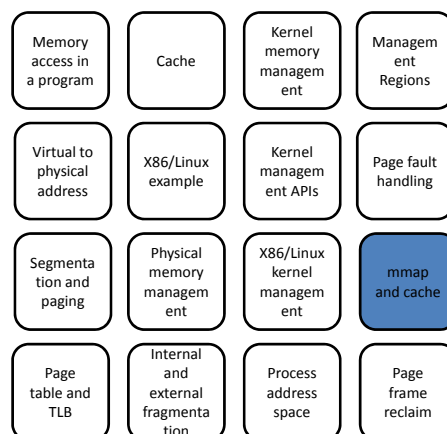 Memory
access in
a program
Cache
Kernel
memory
managem
ent
Managem
ent
Regions
Virtual to
physical
address
X86/Linux
example
Kernel
managem
ent APIs
Page fault
handling
Segmenta
tion and
paging
Physical
memory
managem
ent
X86/Linux
kernel
managem
ent
mmap
and cache
Page
table and
TLB
Internal
and
external
fragmenta
tion
Process
address
space
Page
frame
reclaim